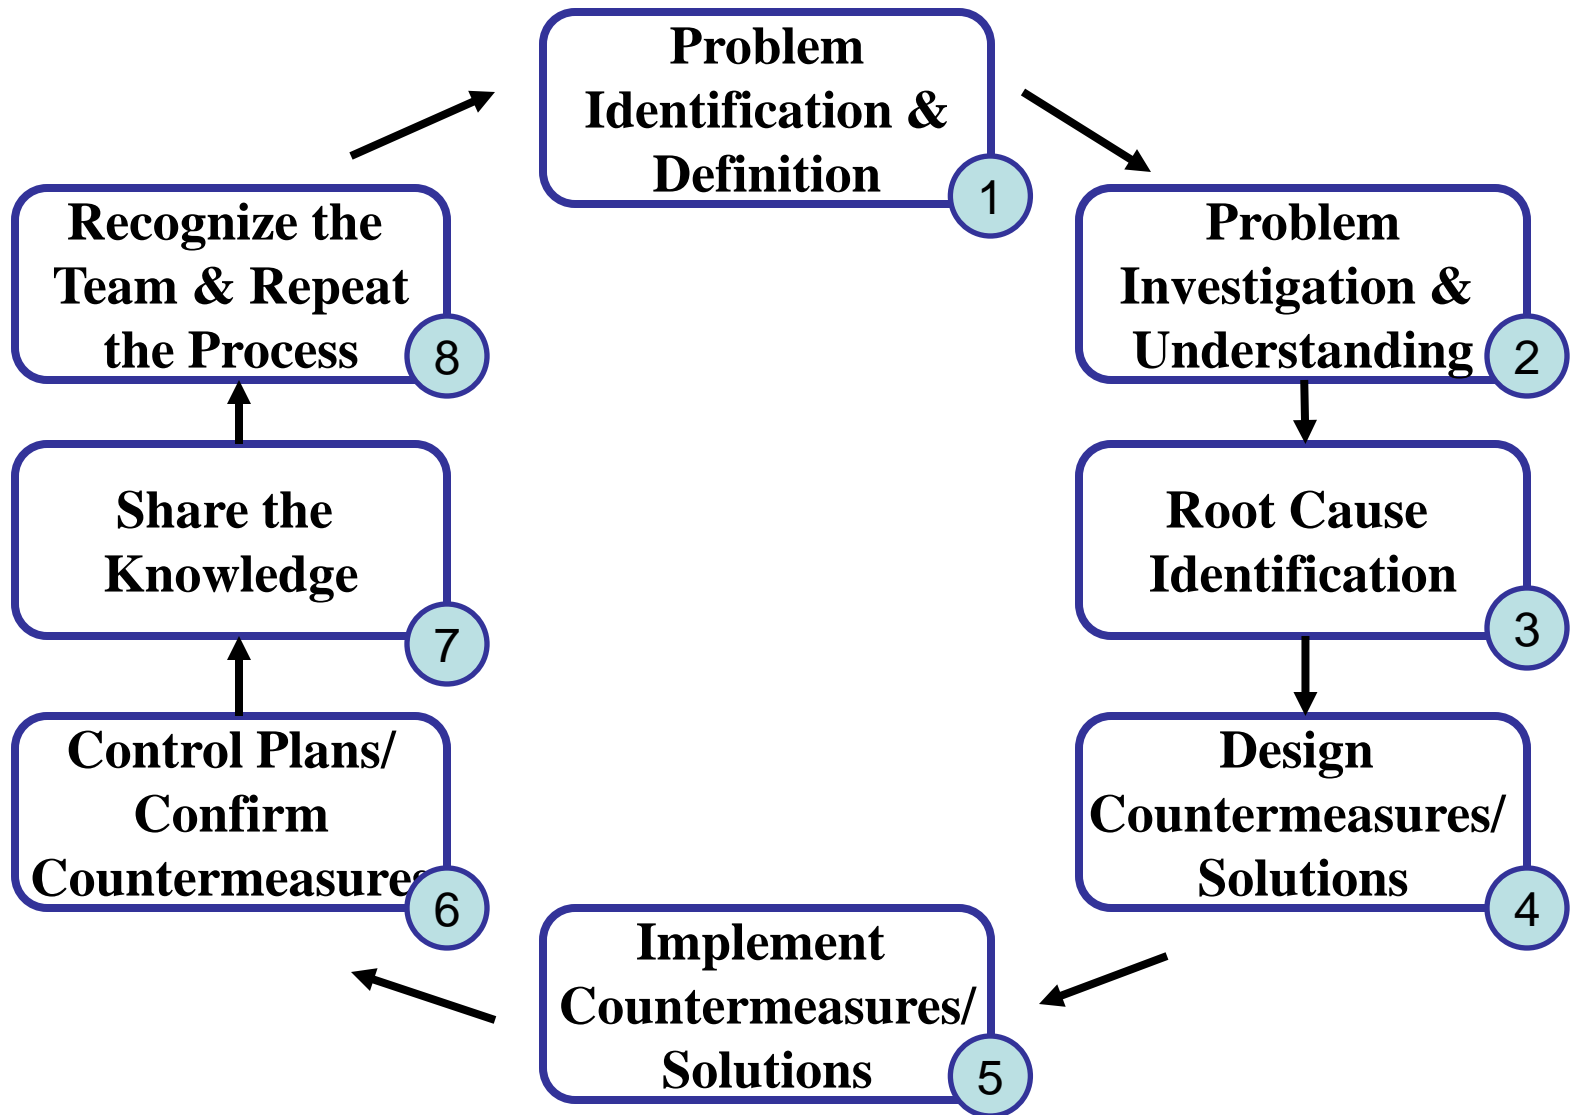 Problem
Identification &
Definition
1
Problem
Investigation &
Understanding
2
Root Cause
Identification
3
Design
Countermeasures/
Solutions
4
Implement
Countermeasures/
Solutions
5
Control Plans/
Confirm
Countermeasures
6
Share the
Knowledge
7
Recognize the
Team & Repeat
the Process
8